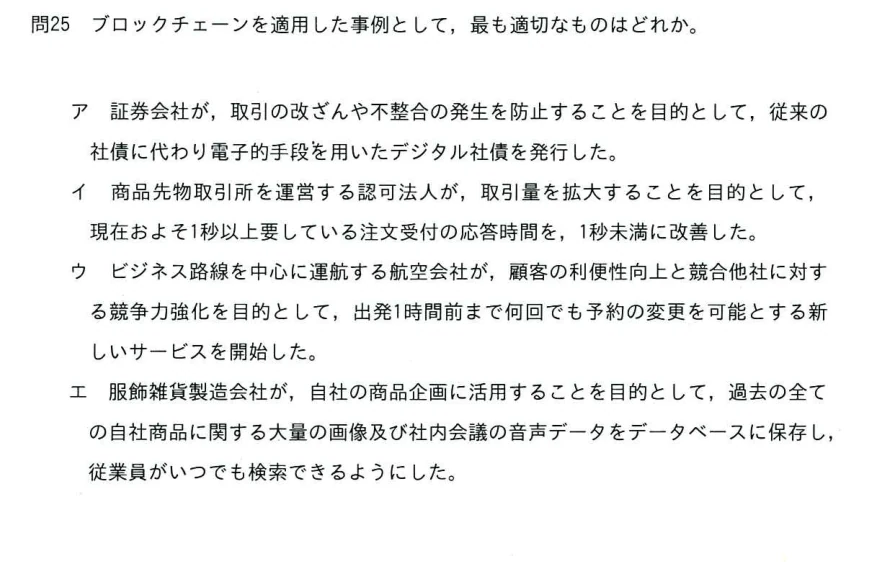 問25　ブロックチェーンを適用した事例として，最も適切なものはどれか。
ア　証券会社が，取引の改ざんや不整合の発生を防止することを目的として，従来の
社債に代わり電子的手段を用いたデジタル社債を発行した。
イ　商品先物取引所を運営する認可法人が，取引量を拡大することを目的として，
現在およそ1秒以上要している注文受付の応答時間を，1秒未満に改善した。
ウ　ビジネス路線を中心に運航する航空会社が，顧客の利便性向上と競合他社に対す
る競争力強化を目的として，出発1時間前まで何回でも予約の変更を可能とする新
しいサービスを開始した。
エ　服飾雑貨製造会社が，自社の商品企画に活用することを目的として，過去の全て
の自社商品に関する大量の画像及び社内会議の音声データをデータベースに保存し，
従業員がいつでも検索できるようにした。